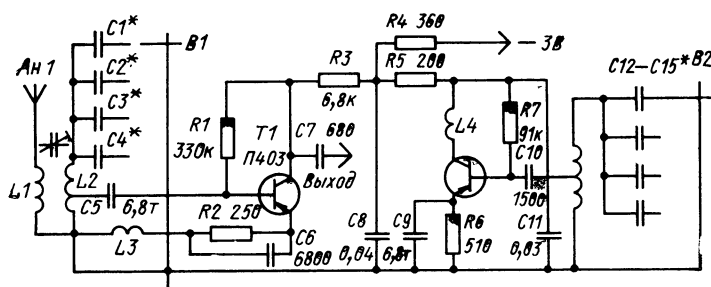 C1*
B1
R4 360
- 3В
Ан 1
C2*
R3
R5 200
C12-C15* B2
C3*
6,8к
R7
91к
R1
330к
T1
П403
C7 680
L4
C4*
C10
Выход
L1
L2
C5
6,8т
1500
R2 250
C8
0,04
C9
6,8т
R6
510
C11
0,03
L3
C6
6800